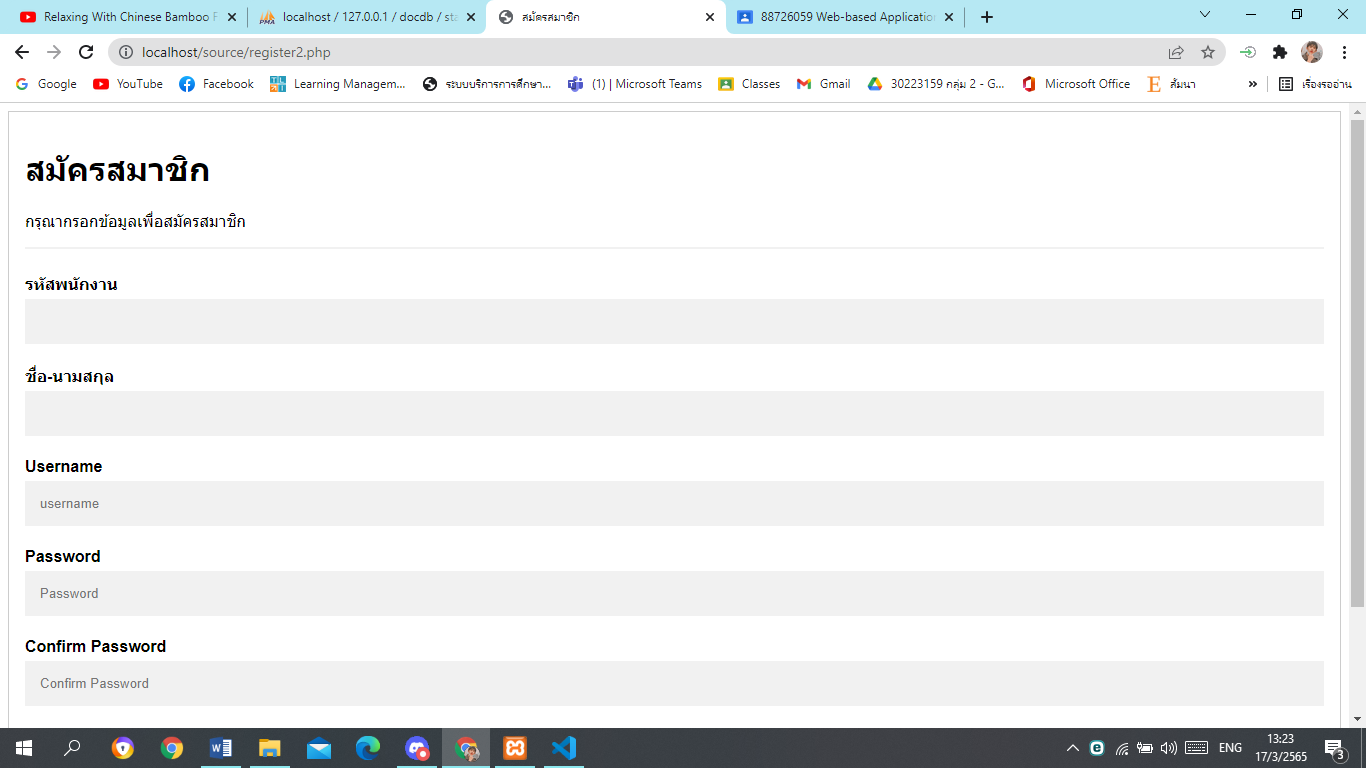 Relaxing With Chinese Bamboo F
localhost / 127.0.0.1 / docdb / sta
สมัครสมาชิก
88726059 Web-based Application
localhost/source/register2.php
Google
YouTube
Facebook
Learning Managem...
ระบบบริการการศึกษา...
(1) | Microsoft Teams
Classes
Gmail
30223159 กลุ่ม 2 - G...
Microsoft Office
สัมนา
»
เรื่องรออ่าน
สมัครสมาชิก
กรุณากรอกข้อมูลเพื่อสมัครสมาชิก
รหัสพนักงาน
ชื่อ-นามสกุล
Username
username
Password
Password
Confirm Password
Confirm Password
ENG
13:23
17/3/2565
3